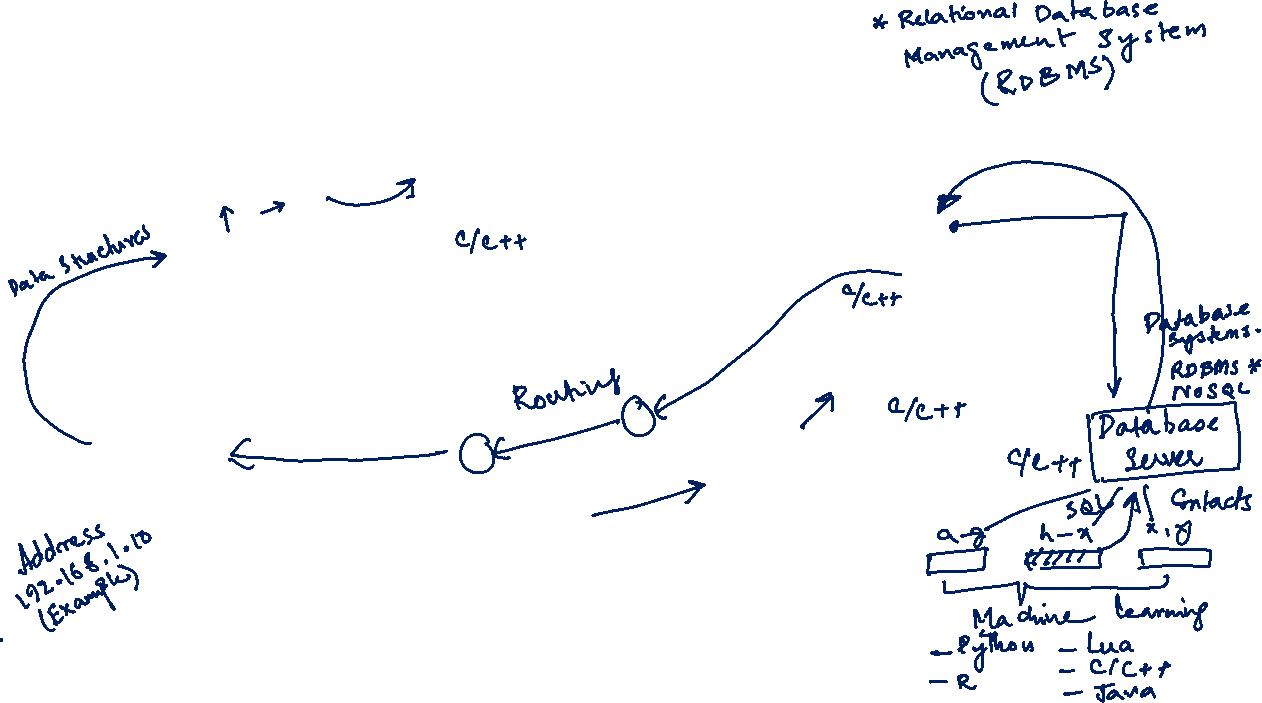 * Relational Database
Management System
(RDBMS)
Data Structures
C/C++
C/C++
Database
Systems.
RDBMS *
NoSQL
Routing
C/C++
Database
Server
C/C++
SQL
Contacts
a-g
h-x
x, y
Address
192.168.1.10
(Example)
Machine Learning
- Python
- R
- Lua
- C/C++
- Java